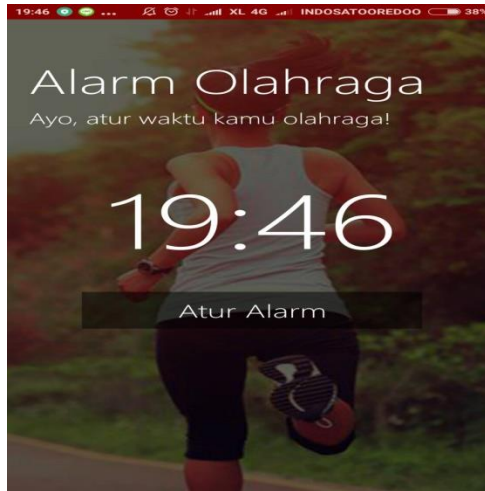 19:46 ... XL 4G INDOSATOOREDOO 38%
Alarm Olahraga
Ayo, atur waktu kamu olahraga!
19:46
Atur Alarm